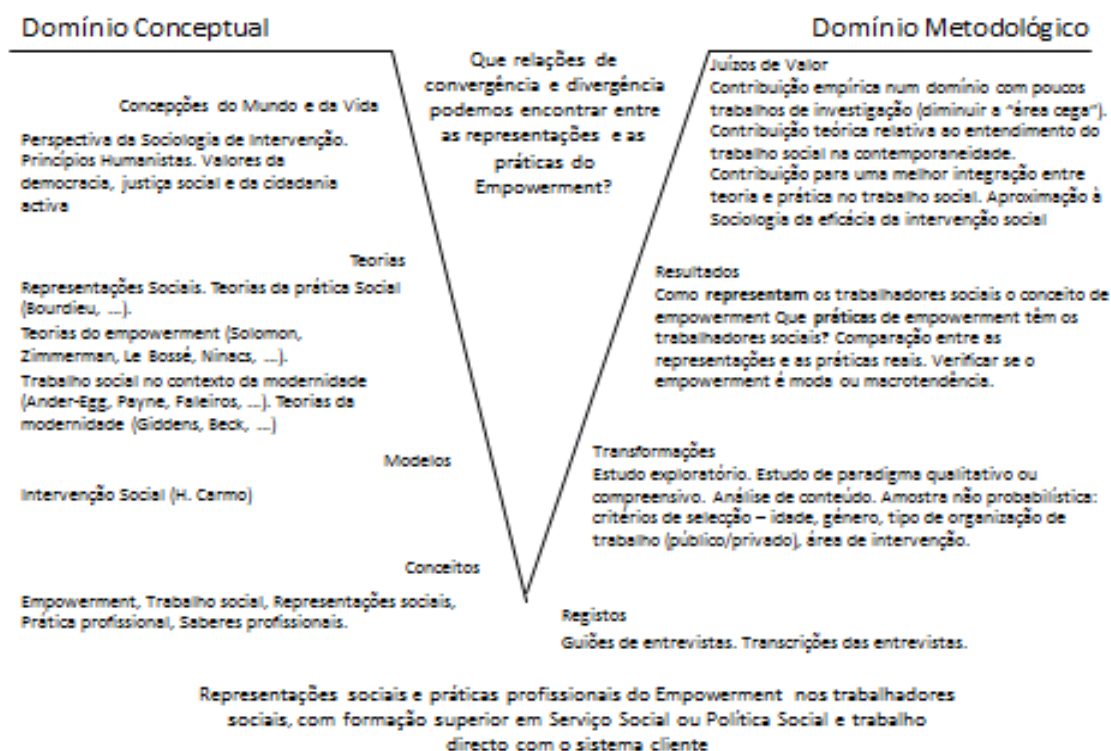 Domínio Conceptual
Domínio Metodológico
Que relações de
convergência e divergência
podemos encontrar entre
as representações e as
práticas do
Empowerment?
Concepções do Mundo e da Vida
Perspectiva da Sociologia de Intervenção.
Princípios Humanistas. Valores da
democracia, justiça social e da cidadania
activa
Teorias
Representações Sociais. Teorias da prática Social
(Bourdieu, ...).
Teorias do empowerment (Solomon,
Zimmerman, Le Bossé, Ninacs, ...).
Trabalho social no contexto da modernidade
(Ander-Egg, Payne, Faleiros, ...). Teorias da
modernidade (Giddens, Beck, ...)
Modelos
Intervenção Social (H. Carmo)
Conceitos
Empowerment, Trabalho social, Representações sociais,
Prática profissional, Saberes profissionais.
Juízos de Valor
Contribuição empírica num domínio com poucos
trabalhos de investigação (diminuir a "área cega").
Contribuição teórica relativa ao entendimento do
trabalho social na contemporaneidade.
Contribuição para uma melhor integração entre
teoria e prática no trabalho social. Aproximação à
Sociologia da eficácia da intervenção social
Resultados
Como representam os trabalhadores sociais o conceito de
empowerment Que práticas de empowerment têm os
trabalhadores sociais? Comparação entre as
representações e as práticas reais. Verificar se o
empowerment é moda ou macrotendência.
Transformações
Estudo exploratório. Estudo de paradigma qualitativo ou
compreensivo. Análise de conteúdo. Amostra não probabilística:
critérios de selecção – idade, género, tipo de organização de
trabalho (público/privado), área de intervenção.
Registos
Guiões de entrevistas. Transcrições das entrevistas.
Representações sociais e práticas profissionais do Empowerment nos trabalhadores
sociais, com formação superior em Serviço Social ou Política Social e trabalho
directo com o sistema cliente